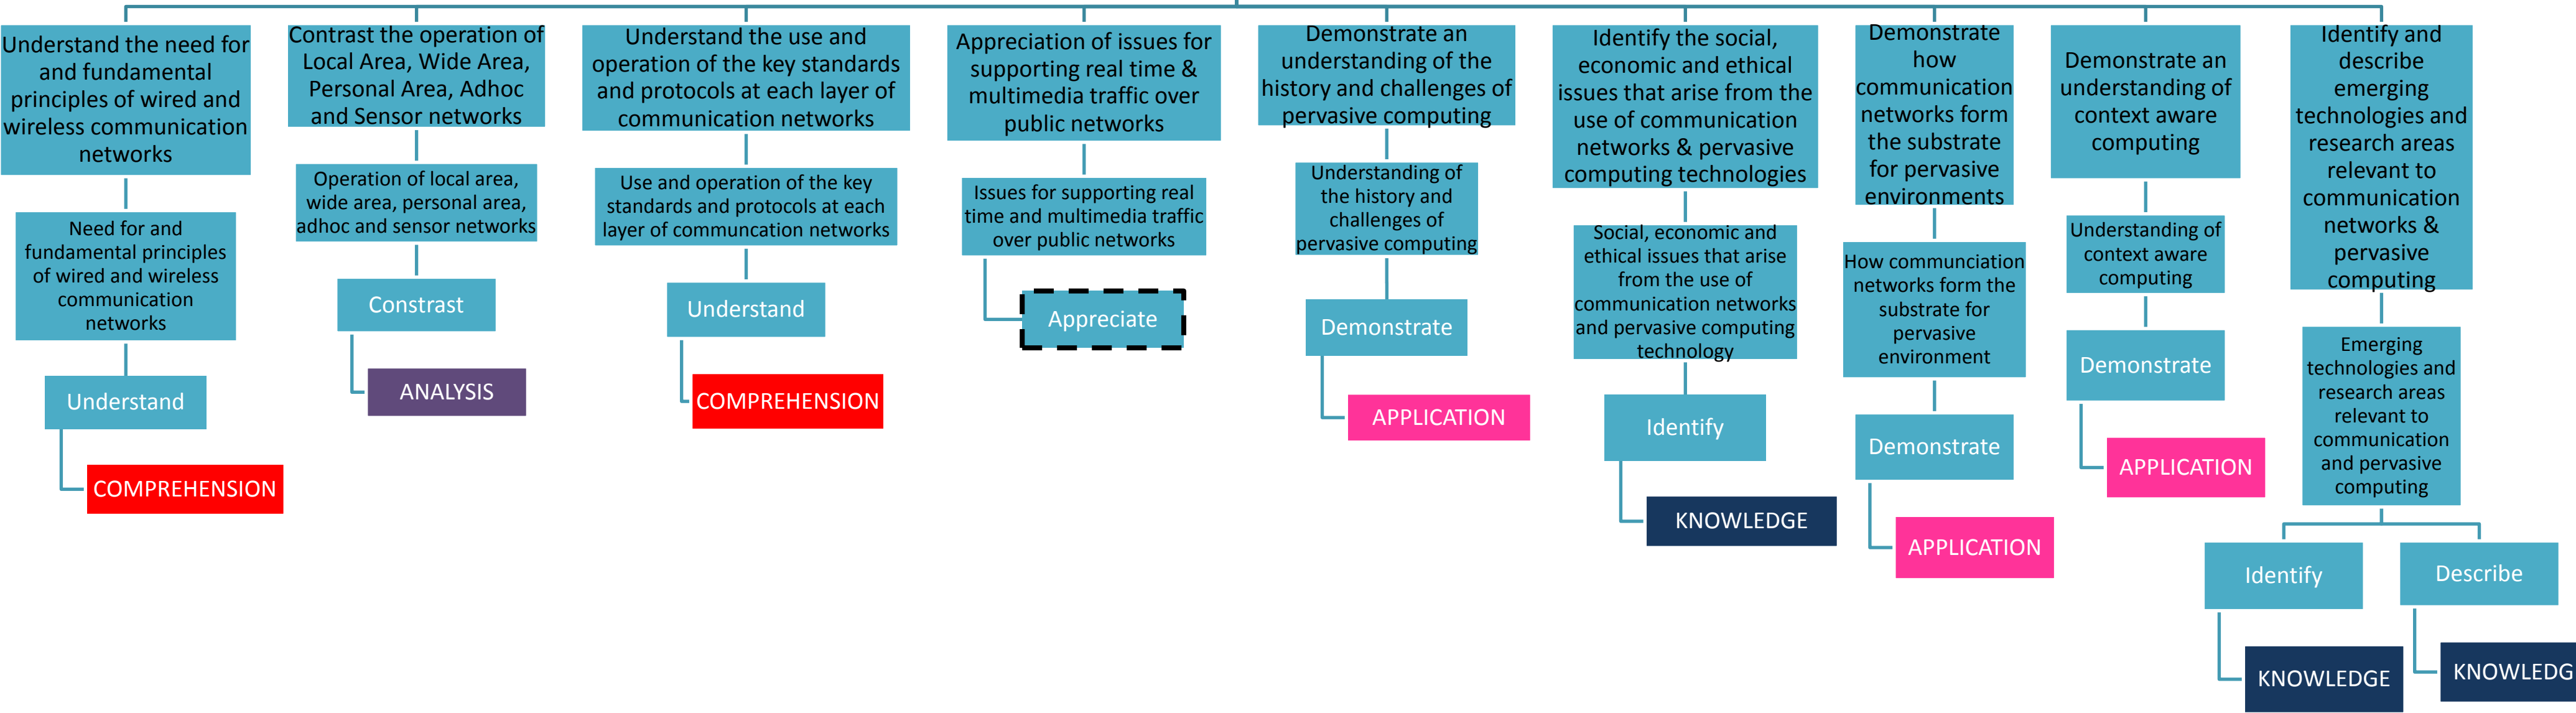 Understand the need for
and fundamental
principles of wired and
wireless communication
networks
Need for and
fundamental principles
of wired and wireless
communication
networks
Understand
COMPREHENSION
Contrast the operation of
Local Area, Wide Area,
Personal Area, Adhoc
and Sensor networks
Operation of local area,
wide area, personal area,
adhoc and sensor networks
Constrast
ANALYSIS
Understand the use and
operation of the key standards
and protocols at each layer of
communication networks
Use and operation of the key
standards and protocols at each
layer of communcation networks
Understand
COMPREHENSION
Appreciation of issues for
supporting real time &
multimedia traffic over
public networks
Issues for supporting real
time and multimedia traffic
over public networks
Appreciate
Demonstrate an
understanding of the
history and challenges of
pervasive computing
Understanding of
the history and
challenges of
pervasive computing
Demonstrate
APPLICATION
Identify the social,
economic and ethical
issues that arise from the
use of communication
networks & pervasive
computing technologies
Social, economic and
ethical issues that arise
from the use of
communication networks
and pervasive computing
technology
Identify
KNOWLEDGE
Demonstrate
how
communication
networks form
the substrate
for pervasive
environments
How communciation
networks form the
substrate for
pervasive
environment
Demonstrate
APPLICATION
Demonstrate an
understanding of
context aware
computing
Understanding of
context aware
computing
Demonstrate
APPLICATION
Identify and
describe
emerging
technologies and
research areas
relevant to
communication
networks &
pervasive
computing
Emerging
technologies and
research areas
relevant to
communication
and pervasive
computing
Identify
KNOWLEDGE
Describe
KNOWLEDG